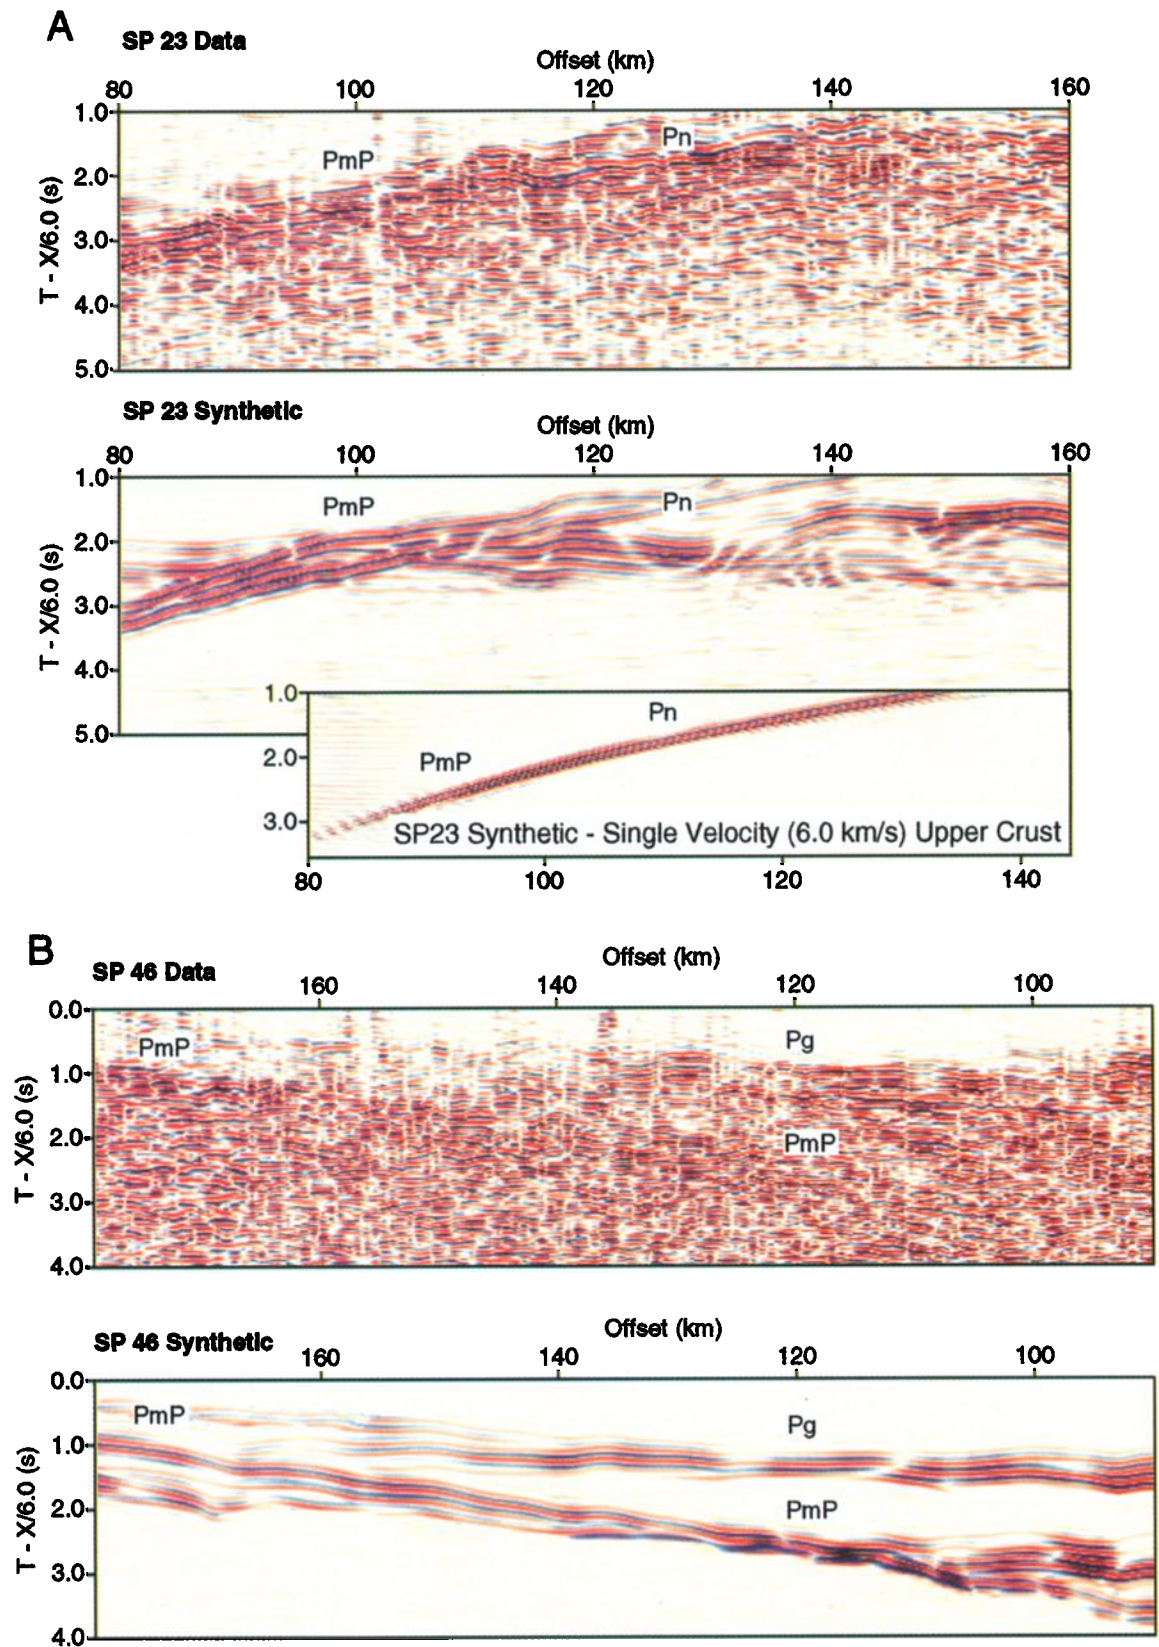 A
SP 23 Data
Offset (km)
80 100 120 140 160
1.0
Pn
PmP
2.0
T - X/6.0 (s)
3.0
4.0
5.0
SP 23 Synthetic
Offset (km)
80 100 120 140 160
1.0
PmP Pn
2.0
T - X/6.0 (s)
3.0
4.0
5.0
1.0
Pn
2.0
PmP
3.0
SP23 Synthetic - Single Velocity (6.0 km/s) Upper Crust
80 100 120 140
B
SP 46 Data
Offset (km)
160 140 120 100
0.0
PmP Pg
1.0
T - X/6.0 (s)
2.0
PmP
3.0
4.0
SP 46 Synthetic
Offset (km)
160 140 120 100
0.0
PmP Pg
1.0
T - X/6.0 (s)
2.0
PmP
3.0
4.0